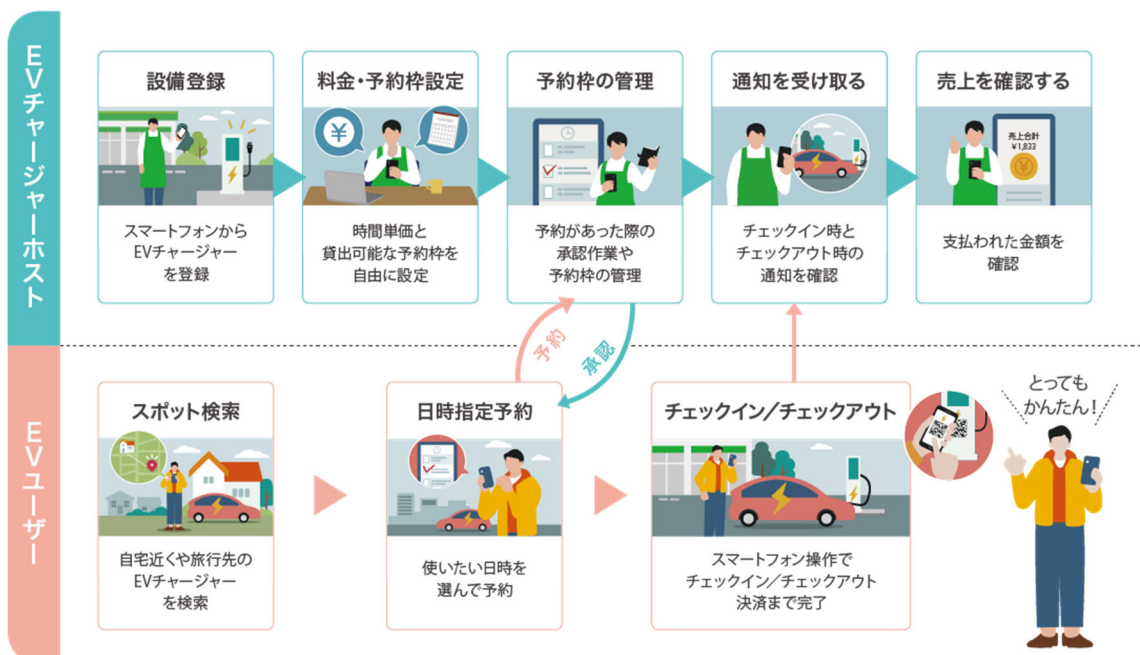 EVチャージャーホスト
設備登録
スマートフォンから
EVチャージャー
を登録
料金・予約枠設定
¥
時間単価と
貸出可能な予約枠を
自由に設定
予約枠の管理
予約があった際の
承認作業や
予約枠の管理
通知を受け取る
チェックイン時と
チェックアウト時の
通知を確認
売上を確認する
売上合計
¥1,833
¥
支払われた金額を
確認
予約
承認
EVユーザー
スポット検索
自宅近くや旅行先の
EVチャージャー
を検索
日時指定予約
使いたい日時を
選んで予約
チェックイン／チェックアウト
スマートフォン操作で
チェックイン／チェックアウト
決済まで完了
とっても
かんたん！